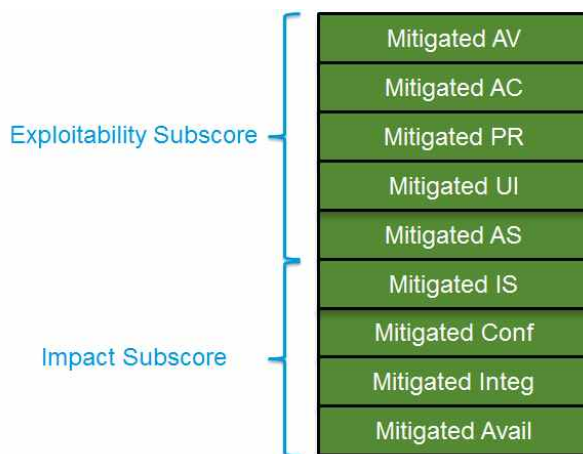 Mitigated AV
Mitigated AC
Exploitability Subscore
Mitigated PR
Mitigated UI
Mitigated AS
Mitigated IS
Mitigated Conf
Impact Subscore
Mitigated Integ
Mitigated Avail